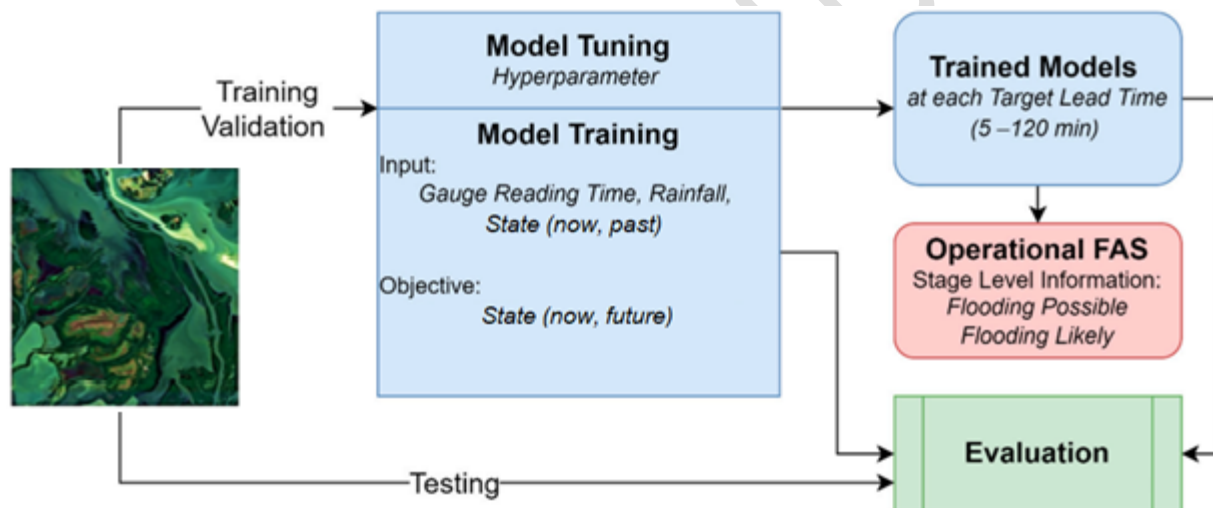 Training
Validation
Model Tuning
Hyperparameter
Model Training
Input:
Gauge Reading Time, Rainfall,
State (now, past)
Objective:
State (now, future)
Trained Models
at each Target Lead Time
(5 –120 min)
Operational FAS
Stage Level Information:
Flooding Possible
Flooding Likely
Evaluation
Testing